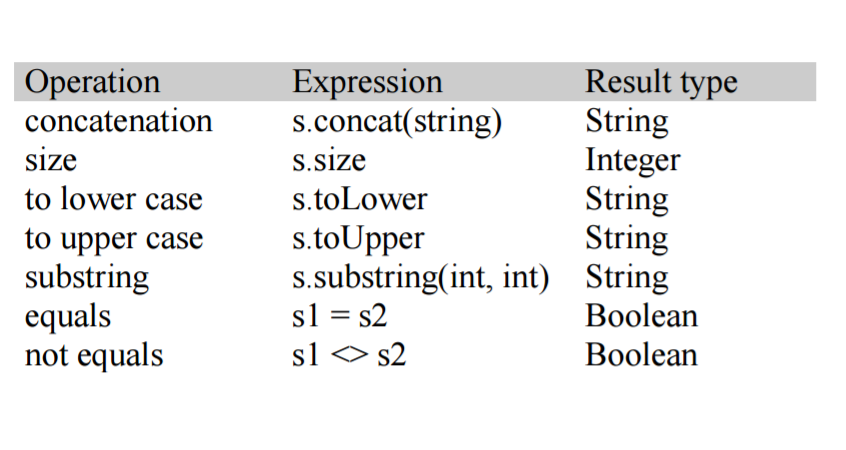 Operation Expression Result type
concatenation s.concat(string) String
size s.size Integer
to lower case s.toLower String
to upper case s.toUpper String
substring s.substring(int, int) String
equals s1 = s2 Boolean
not equals s1 <> s2 Boolean